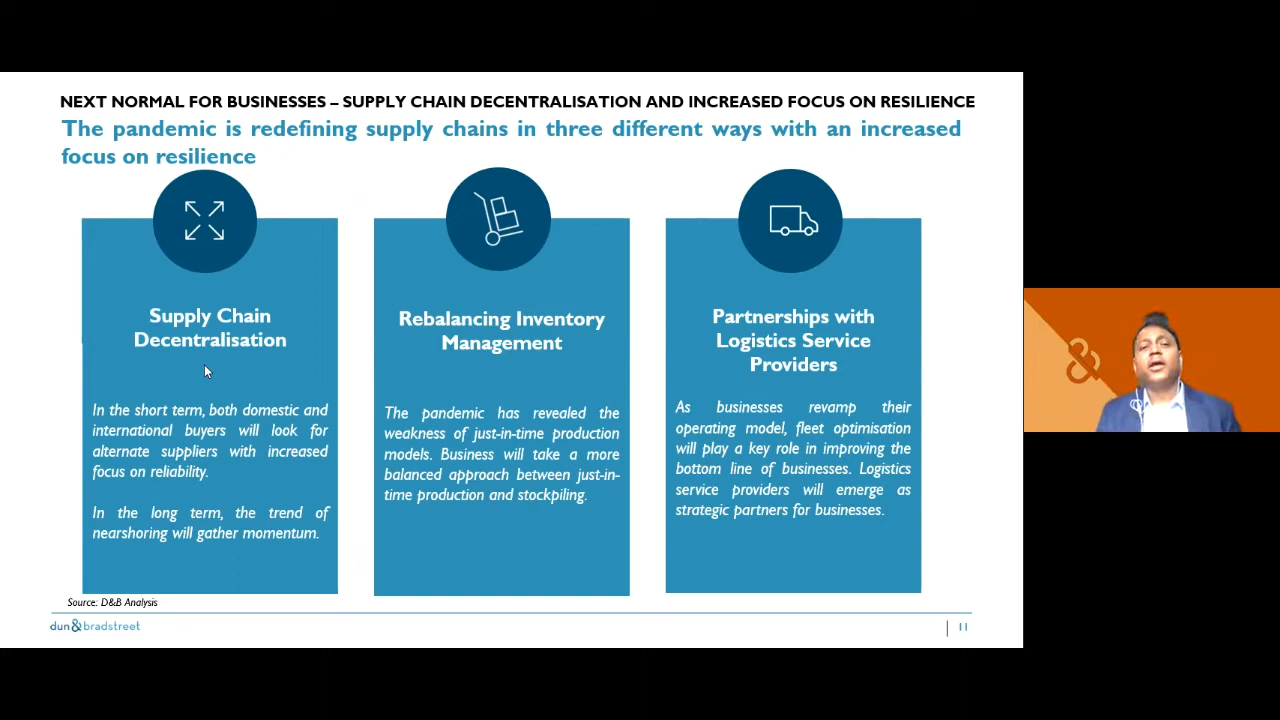 NEXT NORMAL FOR BUSINESSES – SUPPLY CHAIN DECENTRALISATION AND INCREASED FOCUS ON RESILIENCE
The pandemic is redefining supply chains in three different ways with an increased
focus on resilience
Supply Chain
Decentralisation
In the short term, both domestic and
international buyers will look for
alternate suppliers with increased
focus on reliability.
In the long term, the trend of
nearshoring will gather momentum.
Rebalancing Inventory
Management
The pandemic has revealed the
weakness of just-in-time production
models. Business will take a more
balanced approach between just-in-
time production and stockpiling.
Partnerships with
Logistics Service
Providers
As businesses revamp their
operating model, fleet optimisation
will play a key role in improving the
bottom line of businesses. Logistics
service providers will emerge as
strategic partners for businesses.
Source: D&B Analysis
dun&bradstreet
11
&